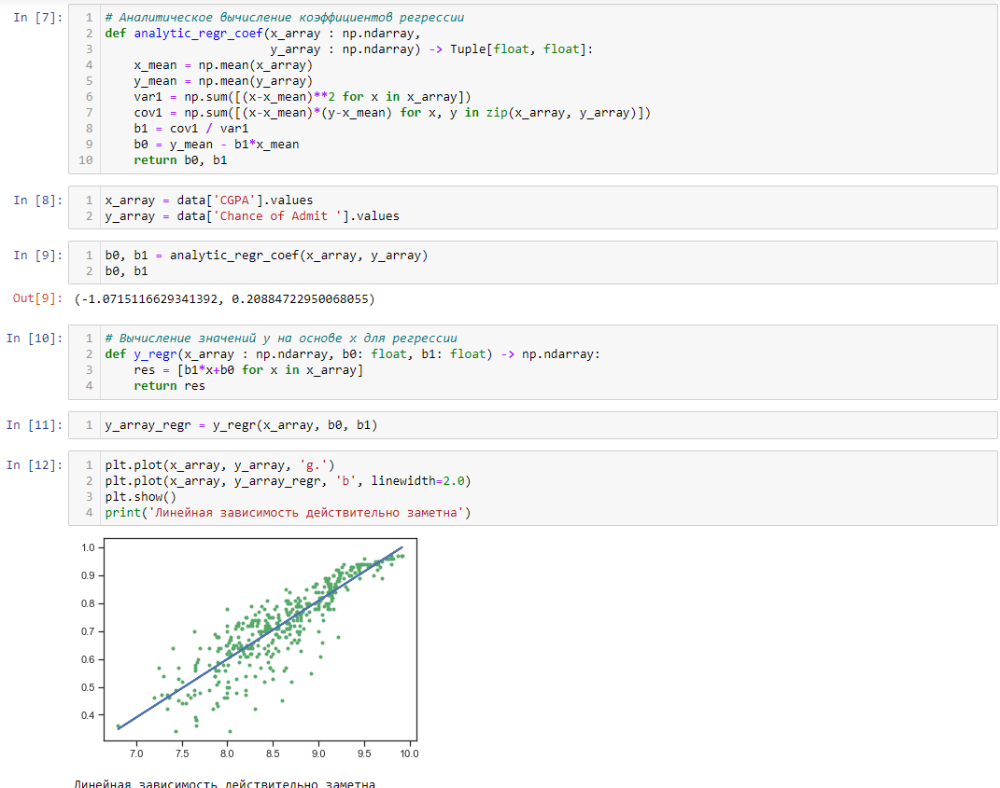 In [7]:
1 # Аналитическое вычисление коэффициентов регрессии
2 def analytic_regr_coef(x_array : np.ndarray,
3                        y_array : np.ndarray) -> Tuple[float, float]:
4     x_mean = np.mean(x_array)
5     y_mean = np.mean(y_array)
6     var1 = np.sum([(x-x_mean)**2 for x in x_array])
7     cov1 = np.sum([(x-x_mean)*(y-y_mean) for x, y in zip(x_array, y_array)])
8     b1 = cov1 / var1
9     b0 = y_mean - b1*x_mean
10     return b0, b1
In [8]:
1 x_array = data['CGPA'].values
2 y_array = data['Chance of Admit '].values
In [9]:
1 b0, b1 = analytic_regr_coef(x_array, y_array)
2 b0, b1
Out[9]: (-1.0715116629341392, 0.20884722950068055)
In [10]:
1 # Вычисление значений y на основе x для регрессии
2 def y_regr(x_array : np.ndarray, b0: float, b1: float) -> np.ndarray:
3     res = [b1*x+b0 for x in x_array]
4     return res
In [11]:
1 y_array_regr = y_regr(x_array, b0, b1)
In [12]:
1 plt.plot(x_array, y_array, 'g.')
2 plt.plot(x_array, y_array_regr, 'b', linewidth=2.0)
3 plt.show()
4 print('Линейная зависимость действительно заметна')
1.0
0.9
0.8
0.7
0.6
0.5
0.4
7.0 7.5 8.0 8.5 9.0 9.5 10.0
Линейная зависимость действительно заметна